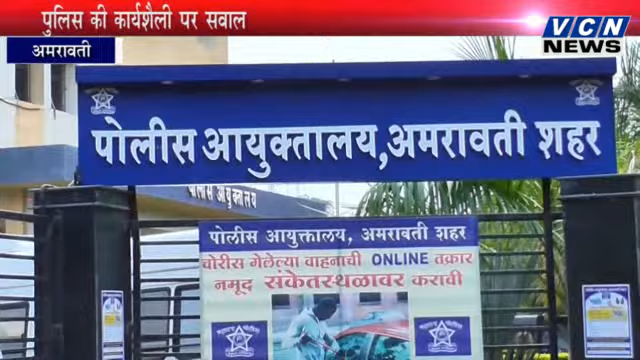 पुलिस की कार्यशैली पर सवाल
अमरावती
VCN
NEWS
पोलीस आयुक्तालय, अमरावती शहर
पोलीस आयुक्तालय
पोलीस आयुक्तालय, अमरावती शहर
चोरीस गेलेल्या वाहनाची ONLINE तक्रार
नमूद संकेतस्थळावर करावी